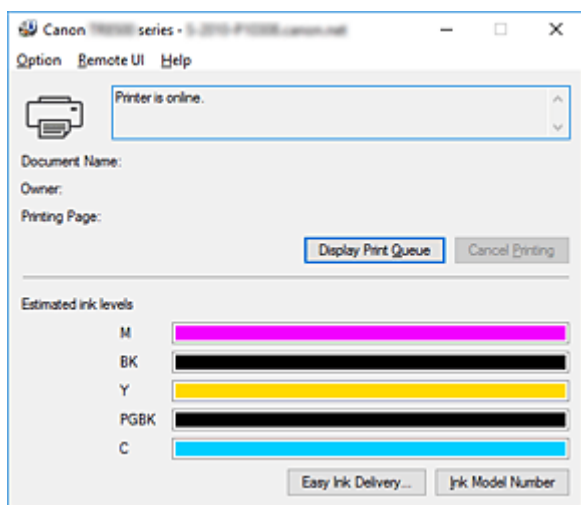 Canon series -
Option Remote UI Help
Printer is online.
Document Name:
Owner:
Printing Page:
Display Print Queue Cancel Printing
Estimated ink levels
M
BK
Y
PGBK
C
Easy Ink Delivery... Ink Model Number